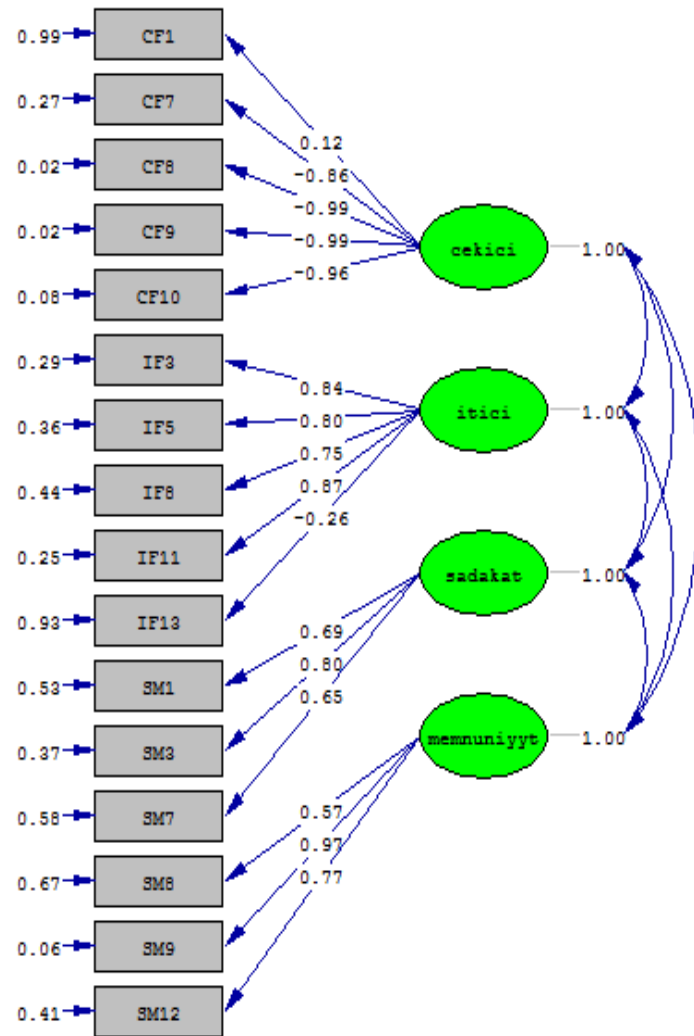 0.99 CF1
0.27 CF7
0.12
0.02 CF8
-0.86
-0.99
0.02 CF9
-0.99
cekici 1.00
-0.96
0.08 CF10
0.29 IF3
0.84
0.36 IF5
0.80
itici 1.00
0.75
0.44 IF8
0.87
-0.26
0.25 IF11
sadakat 1.00
0.93 IF13
0.69
0.53 SM1
0.80
0.65
0.37 SM3
memnuniyyt 1.00
0.58 SM7
0.57
0.97
0.67 SM8
0.77
0.06 SM9
0.41 SM12